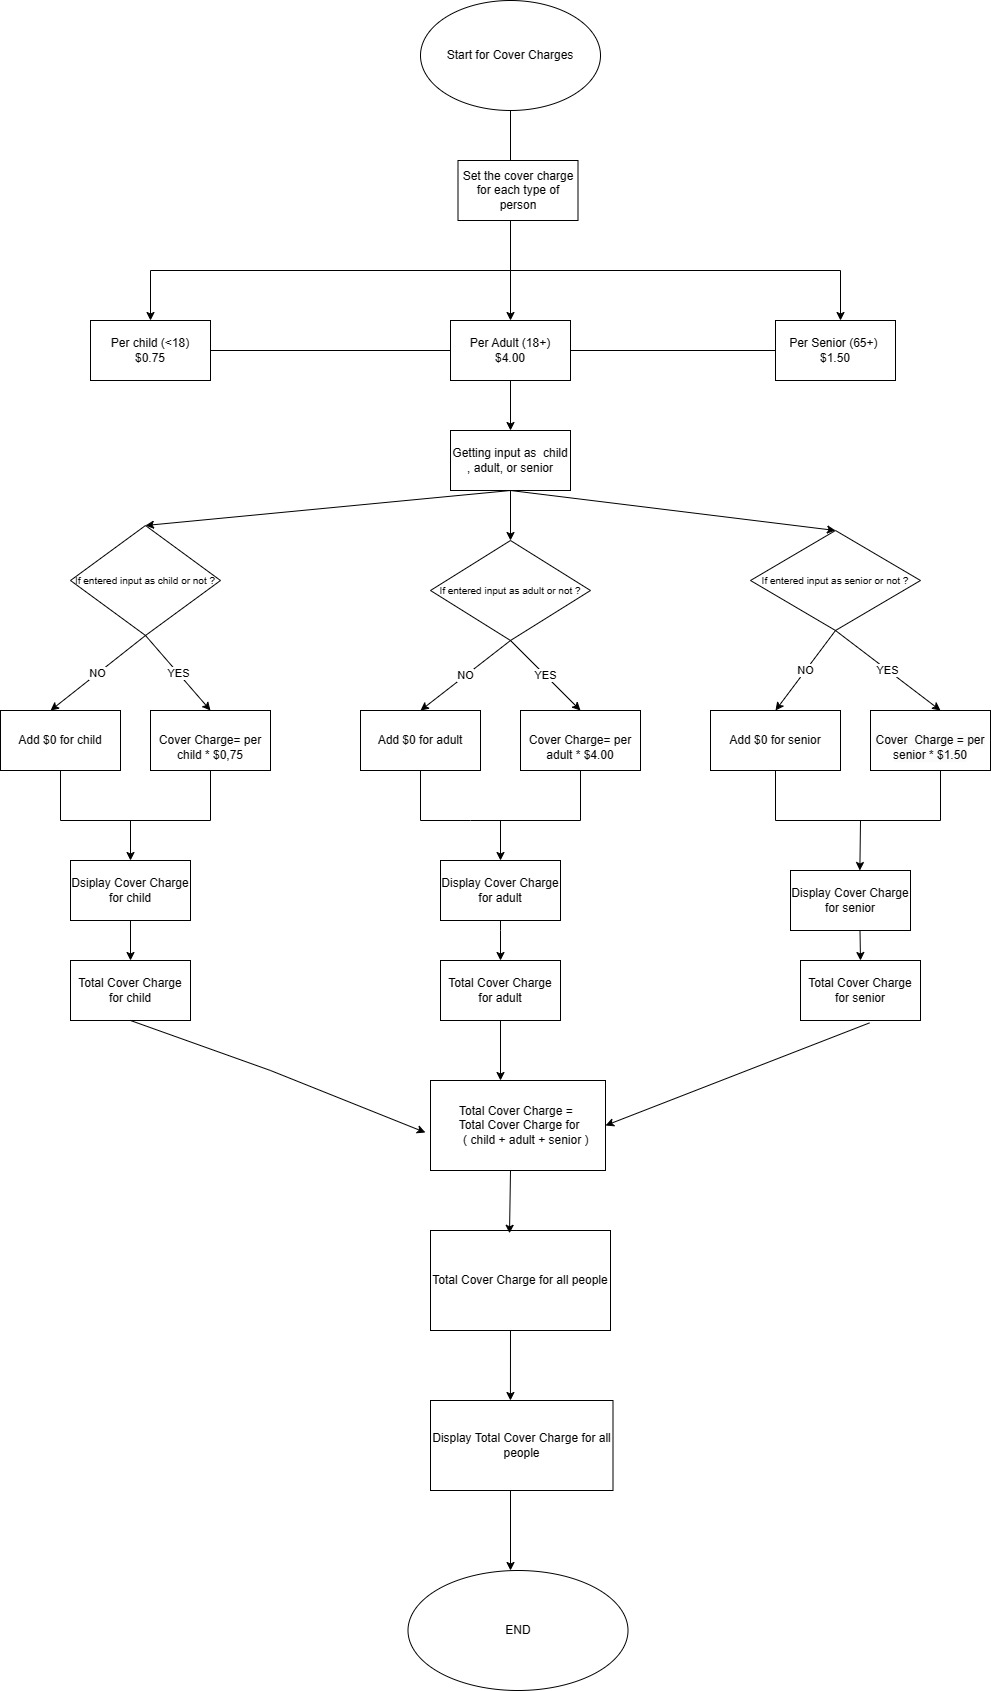 Start for Cover Charges
Set the cover charge
for each type of
person
Per child (<18)
$0.75
Per Adult (18+)
$4.00
Per Senior (65+)
$1.50
Getting input as  child
, adult, or senior
If entered input as child or not ?
If entered input as adult or not ?
If entered input as senior or not ?
NO
YES
NO
YES
NO
YES
Add $0 for child
Cover Charge= per
child * $0,75
Add $0 for adult
Cover Charge= per
adult * $4.00
Add $0 for senior
Cover  Charge = per
senior * $1.50
Dsiplay Cover Charge
for child
Display Cover Charge
for adult
Display Cover Charge
for senior
Total Cover Charge
for child
Total Cover Charge
for adult
Total Cover Charge
for senior
Total Cover Charge =
Total Cover Charge for
( child + adult + senior )
Total Cover Charge for all people
Display Total Cover Charge for all
people
END